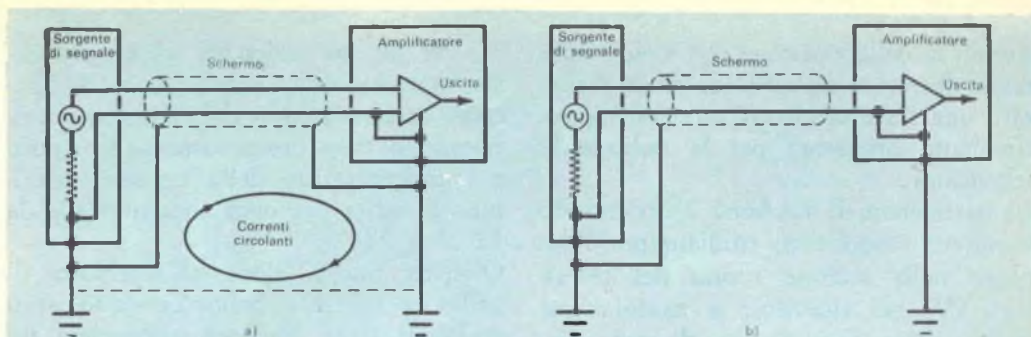 Sorgente
di segnale
Schermo
Amplificatore
Uscita
Correnti
circolanti
a)
Sorgente
di segnale
Schermo
Amplificatore
Uscita
b)